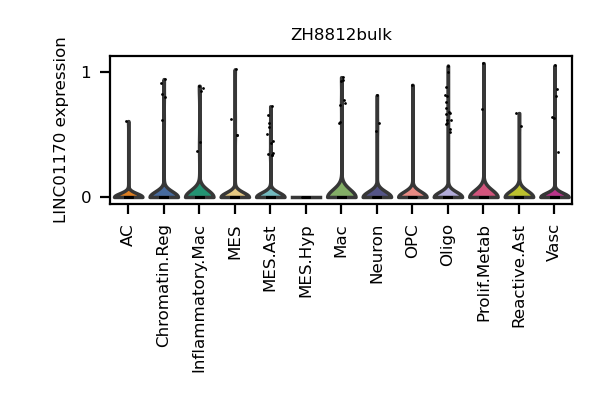 ZH8812bulk
LINC01170 expression
1
0
AC
Chromatin.Reg
Inflammatory.Mac
MES
MES.Ast
MES.Hyp
Mac
Neuron
OPC
Oligo
Prolif.Metab
Reactive.Ast
Vasc